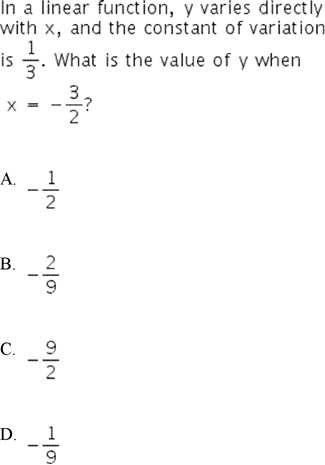 In a linear function, y varies directly
with x, and the constant of variation
is 1/3. What is the value of y when
x = -3/2?
A. -1/2
B. -2/9
C. -9/2
D. -1/9